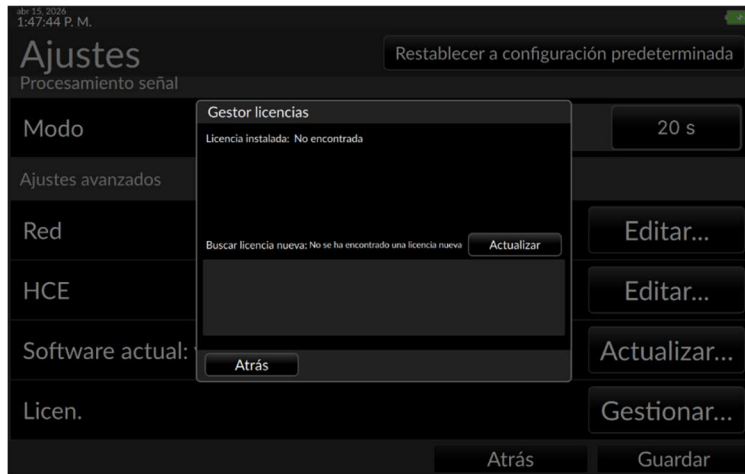 abr 15, 2026
1:47:44 P. M.
Ajustes
Restablecer a configuración predeterminada
Procesamiento señal
Modo
20 s
Gestor licencias
Licencia instalada: No encontrada
Ajustes avanzados
Red
Editar...
Buscar licencia nueva: No se ha encontrado una licencia nueva
Actualizar
HCE
Editar...
Software actual:
Actualizar...
Atrás
Licen.
Gestionar...
Atrás
Guardar